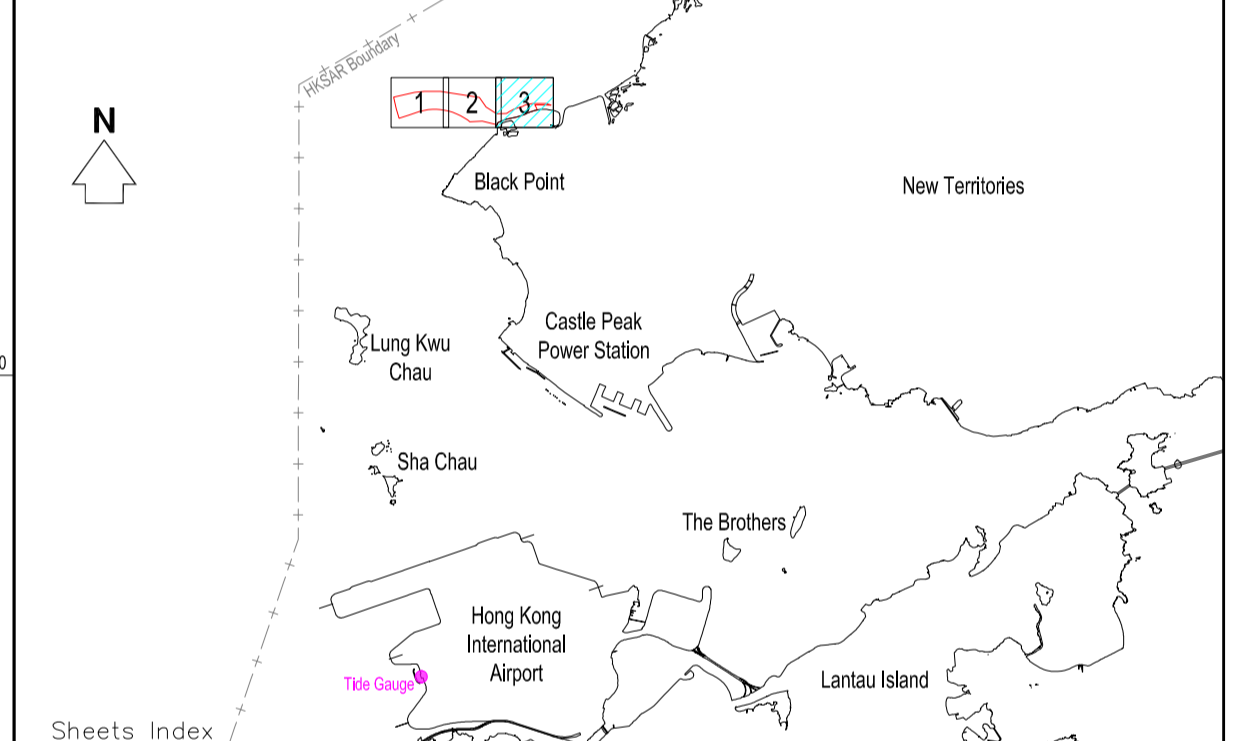 HKSAR Boundary
1 2 3
N
Black Point
New Territories
Castle Peak
Power Station
Lung Kwu
Chau
0
Sha Chau
The Brothers
Hong Kong
International
Airport
Tide Gauge
Lantau Island
Sheets Index